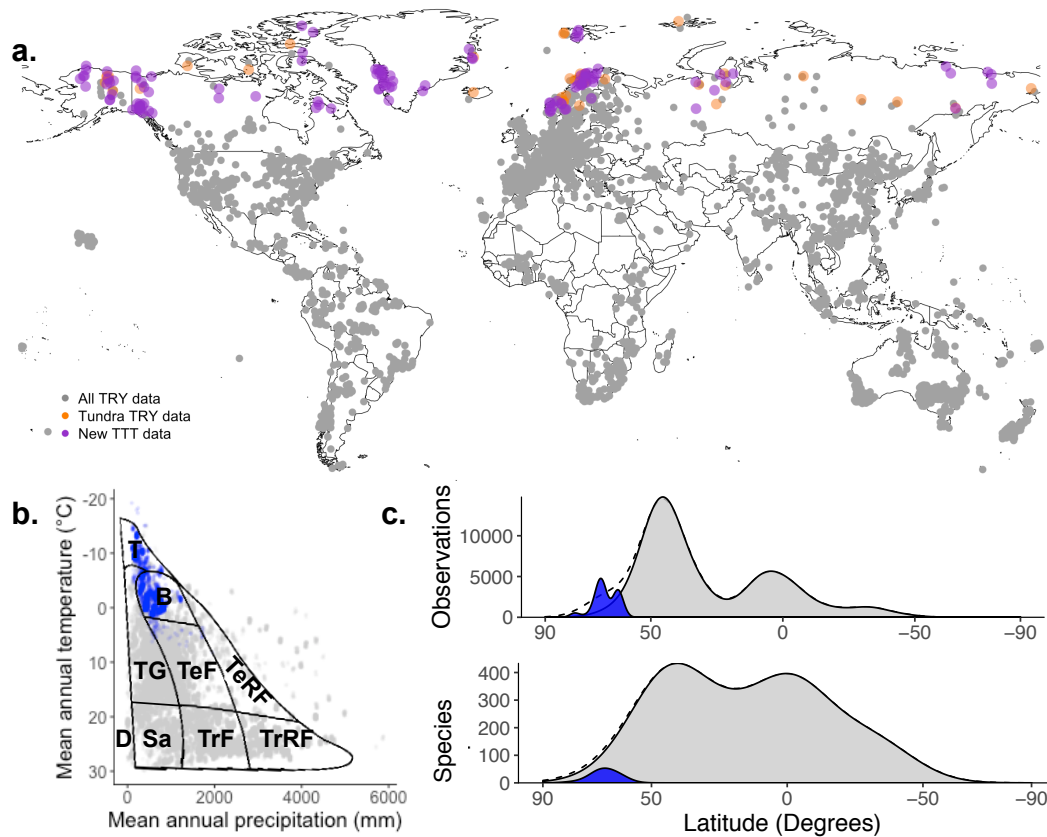 a.
All TRY data
Tundra TRY data
New TTT data
b.
Mean annual temperature (°C)
-20
-10
0
10
20
30
T
B
TG
TeF
TeRF
D
Sa
TrF
TrRF
0
2000
4000
6000
Mean annual precipitation (mm)
c.
Observations
10000
5000
0
90
50
0
−50
−90
Species
400
300
200
100
0
90
50
0
−50
−90
Latitude (Degrees)